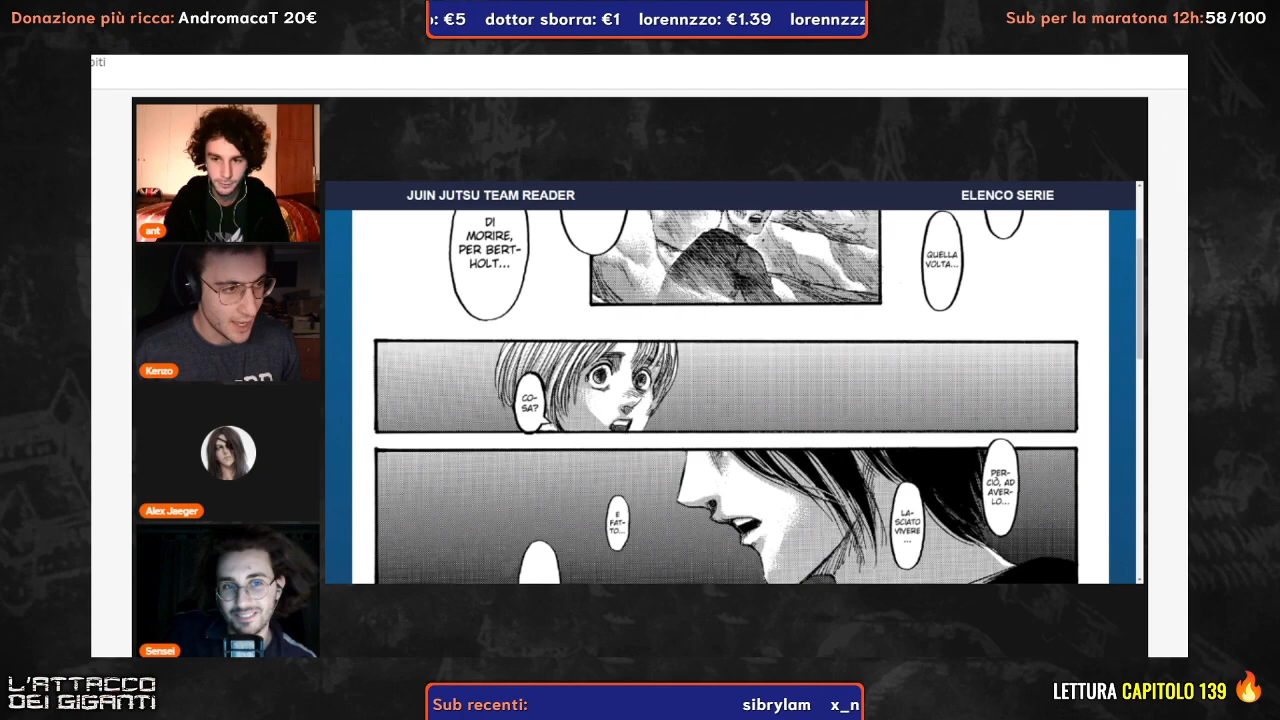 Donazione più ricca: AndromacaT 20€
: €5 dottor sborra: €1 lorennzzo: €1.39 lorennzzz
Sub per la maratona 12h:58/100
oiti
JUIN JUTSU TEAM READER
ELENCO SERIE
DI
MORIRE,
PER BERT-
HOLT...
QUELLA
VOLTA...
CO-
SA?
PER-
CIÒ, AD
AVER-
LO...
LA-
SCIATO
VIVERE
...
E
FAT-
TO...
ant
Kenzo
Alex Jaeger
Sensei
L'ATTACCO
DEI GIGANTI
Sub recenti: sibrylam x_n
LETTURA CAPITOLO 139